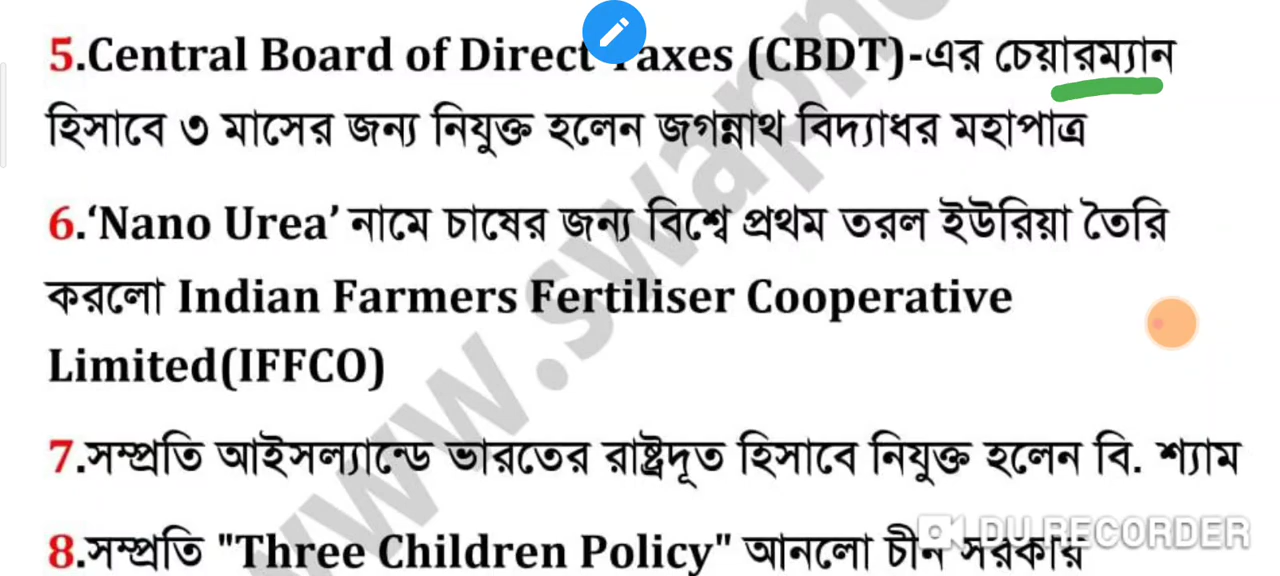 5.Central Board of Direct Taxes (CBDT)-এর চেয়ারম্যান
হিসাবে ৩ মাসের জন্য নিযুক্ত হলেন জগন্নাথ বিদ্যাধর মহাপাত্র
6.‘Nano Urea’ নামে চাষের জন্য বিশ্বে প্রথম তরল ইউরিয়া তৈরি
করলো Indian Farmers Fertiliser Cooperative
Limited(IFFCO)
7.সম্প্রতি আইসল্যান্ডে ভারতের রাষ্ট্রদূত হিসাবে নিযুক্ত হলেন বি. শ্যাম
8.সম্প্রতি "Three Children Policy" আনলো চীন সরকার
DU RECORDER